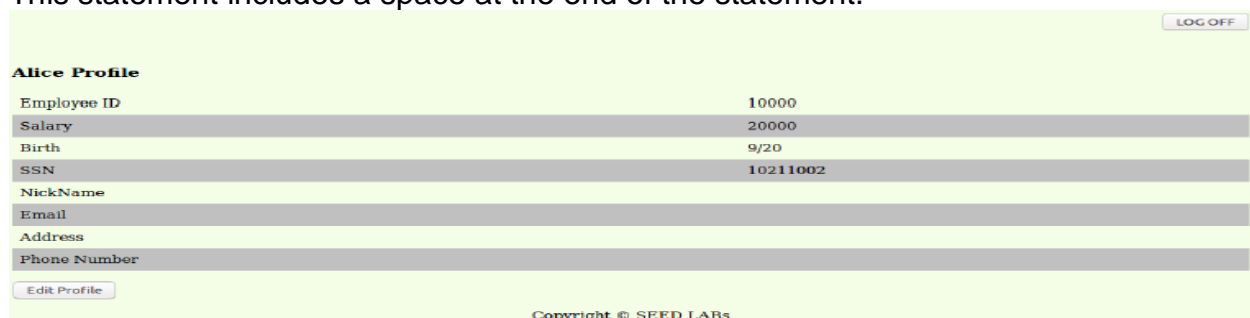 This statement includes a space at the end of the statement.
LOG OFF
Alice Profile
Employee ID 10000
Salary 20000
Birth 9/20
SSN 10211002
NickName
Email
Address
Phone Number
Edit Profile
Copyright © SEED LABs